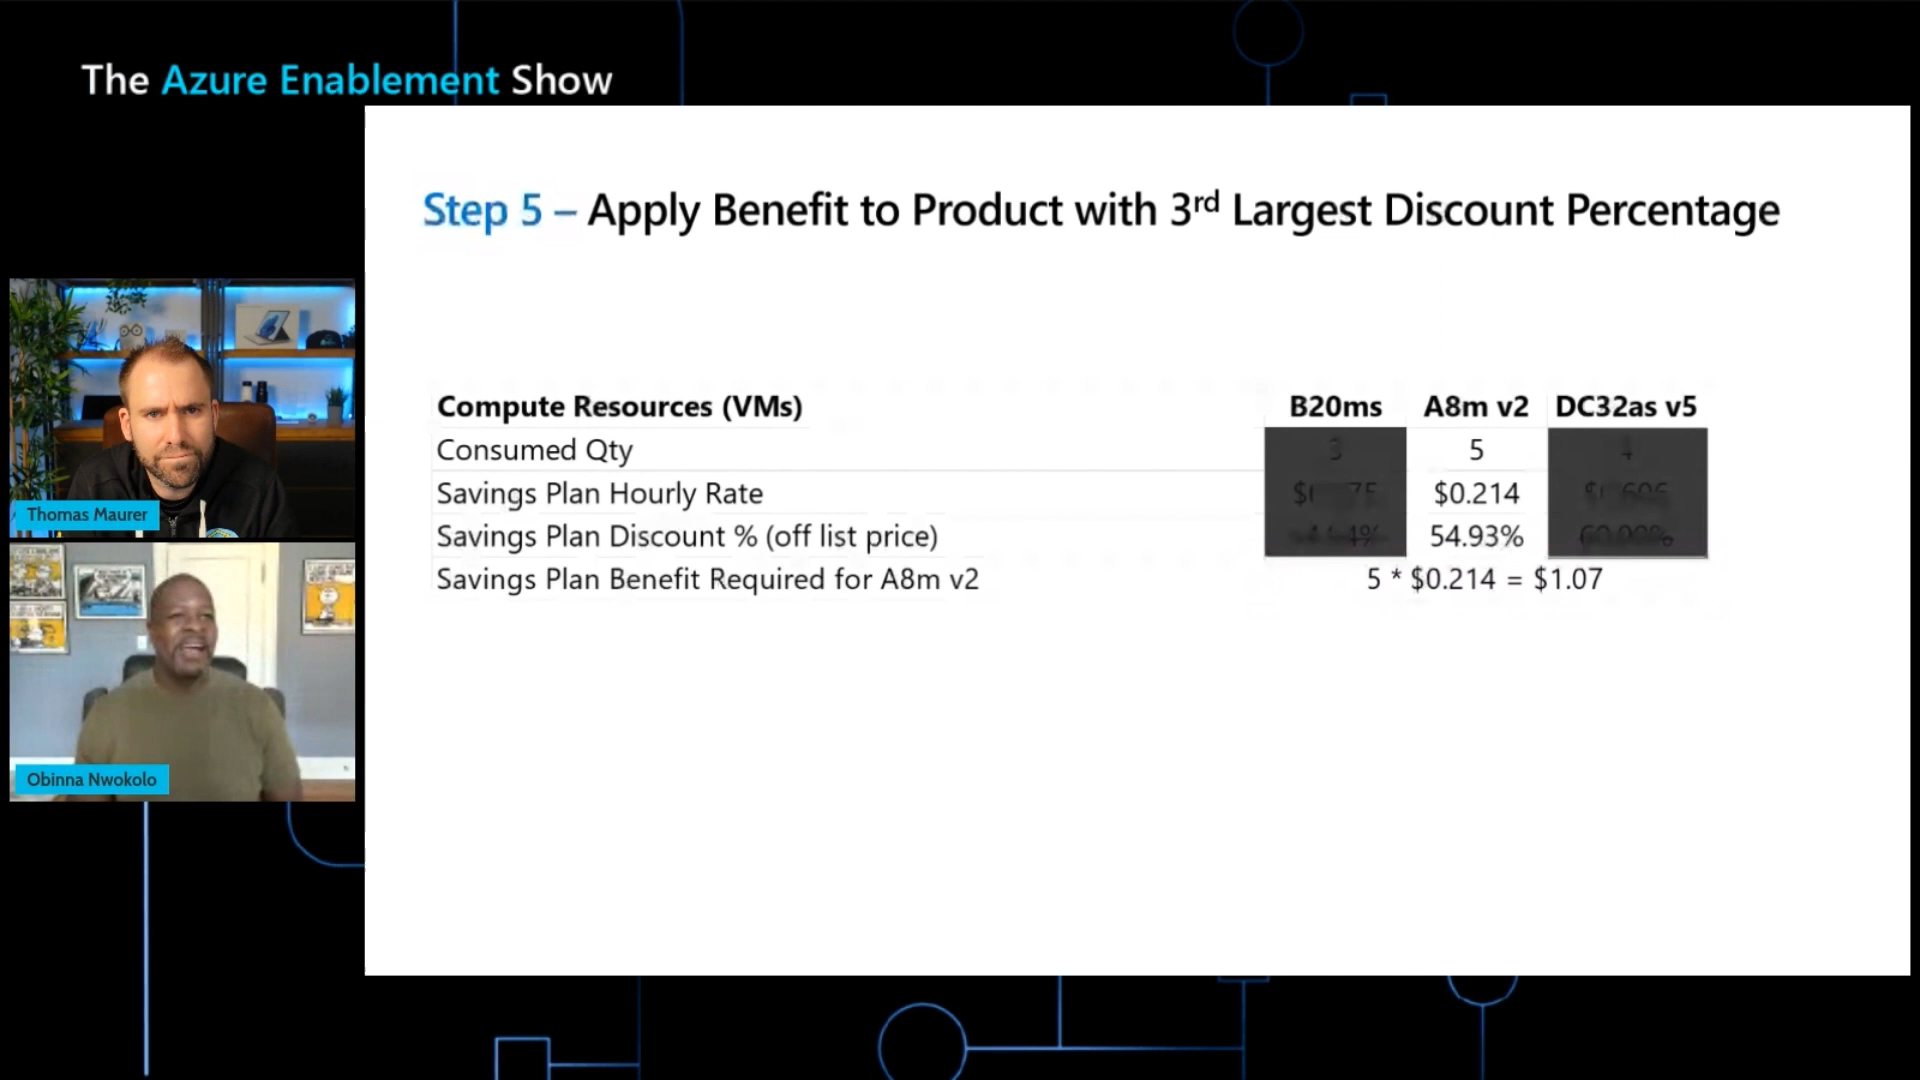 The Azure Enablement Show
Step 5 – Apply Benefit to Product with 3rd Largest Discount Percentage
Compute Resources (VMs) B20ms A8m v2 DC32as v5
Consumed Qty 3 5 4
Savings Plan Hourly Rate $0.214
Savings Plan Discount % (off list price) 54.93%
Savings Plan Benefit Required for A8m v2 5 * $0.214 = $1.07
Thomas Maurer
Obinna Nwokolo